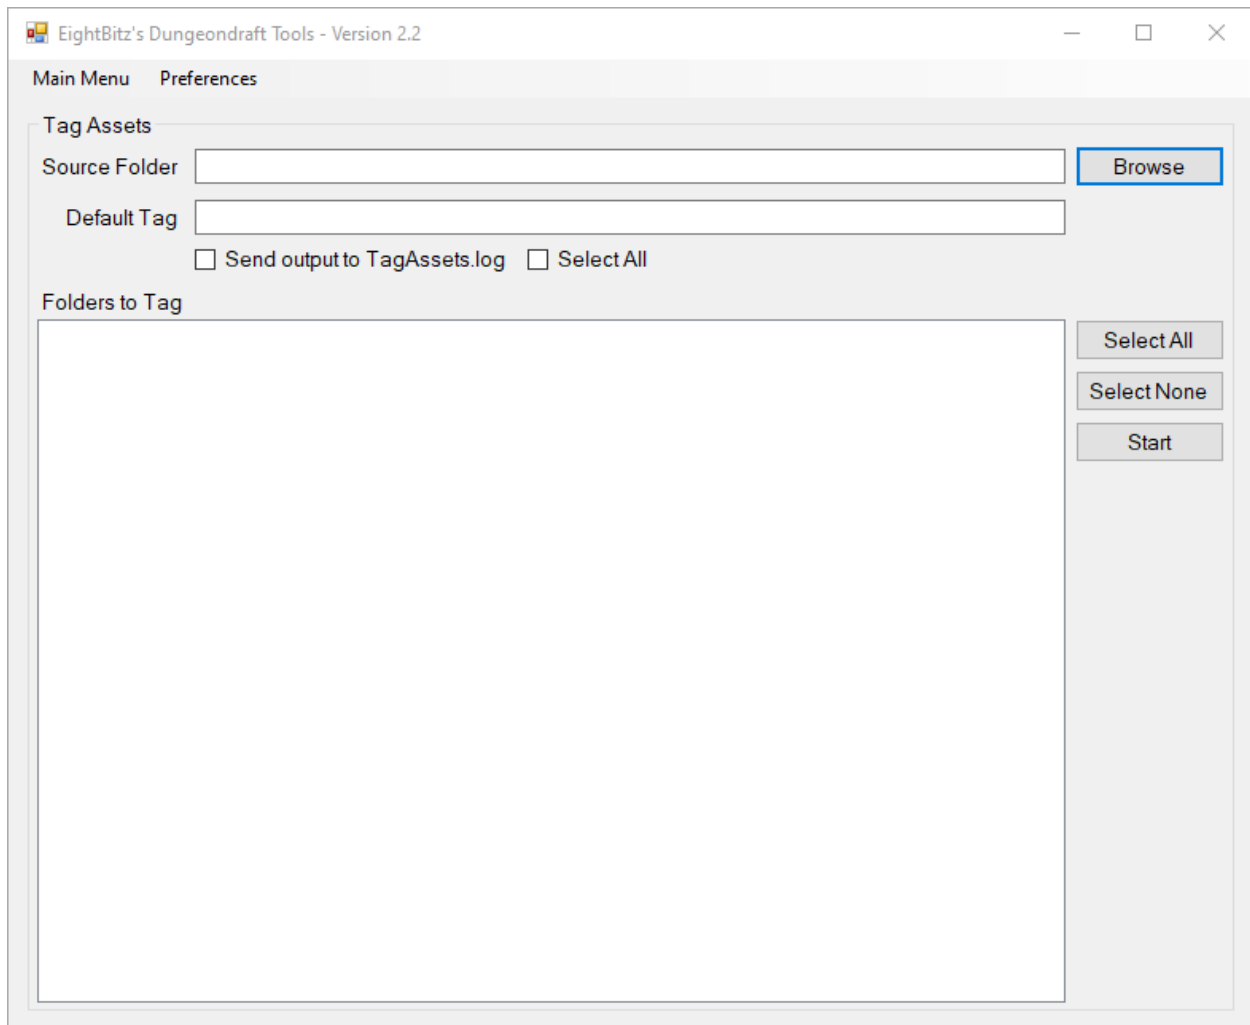 EightBitz's Dungeondraft Tools - Version 2.2
Main Menu Preferences
Tag Assets
Source Folder Browse
Default Tag
Send output to TagAssets.log Select All
Folders to Tag
Select All
Select None
Start